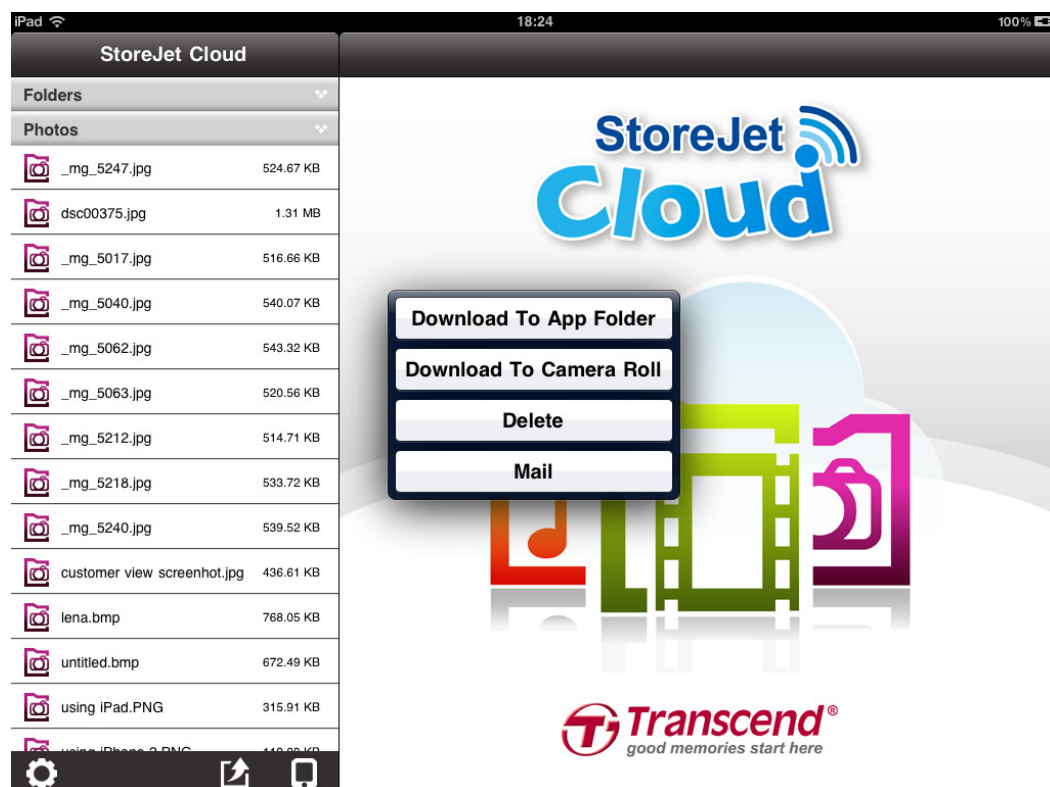 iPad 18:24 100%
StoreJet Cloud
Folders
Photos
_mg_5247.jpg 524.67 KB
dsc00375.jpg 1.31 MB
_mg_5017.jpg 516.66 KB
_mg_5040.jpg 540.07 KB
_mg_5062.jpg 543.32 KB
_mg_5063.jpg 520.56 KB
_mg_5212.jpg 514.71 KB
_mg_5218.jpg 533.72 KB
_mg_5240.jpg 539.52 KB
customer view screenhot.jpg 436.61 KB
lena.bmp 768.05 KB
untitled.bmp 672.49 KB
using iPad.PNG 315.91 KB
using iPhone 2.PNG
StoreJet
Cloud
Download To App Folder
Download To Camera Roll
Delete
Mail
Transcend®
good memories start here